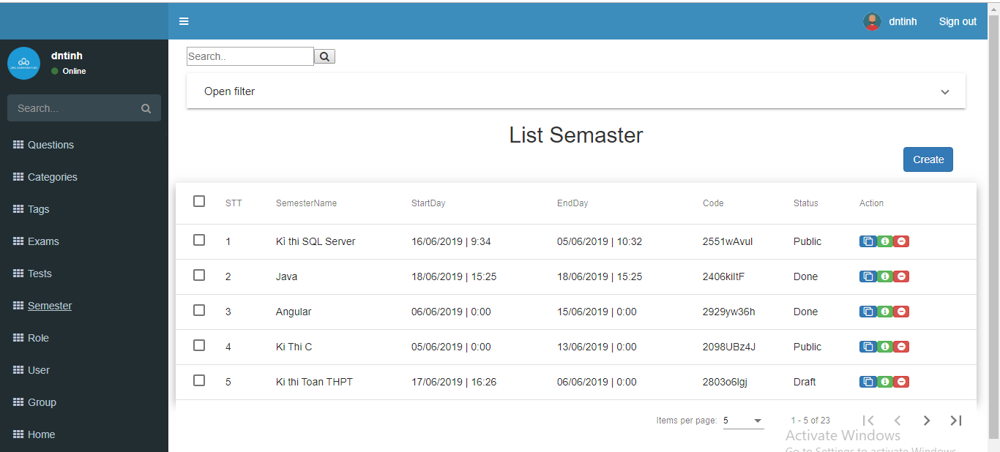 dntinh
Sign out
dntinh
Online
Search...
Questions
Categories
Tags
Exams
Tests
Semester
Role
User
Group
Home
Search..
Open filter
List Semaster
Create
STT SemesterName StartDay EndDay Code Status Action
1 Kì thi SQL Server 16/06/2019 | 9:34 05/06/2019 | 10:32 2551wAvuI Public
2 Java 18/06/2019 | 15:25 18/06/2019 | 15:25 2406kiltF Done
3 Angular 06/06/2019 | 0:00 15/06/2019 | 0:00 2929yw36h Done
4 Kì Thi C 05/06/2019 | 0:00 13/06/2019 | 0:00 2098UBz4J Public
5 Kì thi Toan THPT 17/06/2019 | 16:26 06/06/2019 | 0:00 2803o6lgj Draft
Items per page: 5 1 - 5 of 23
Activate Windows
Go to Settings to activate Windows.